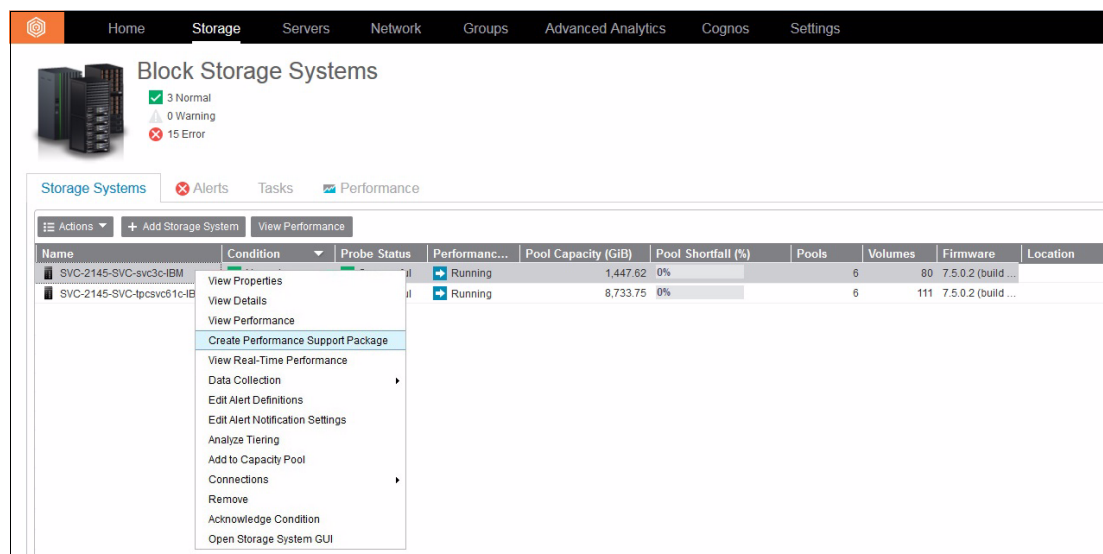 Home Storage Servers Network Groups Advanced Analytics Cognos Settings
Block Storage Systems
3 Normal
0 Warning
15 Error
Storage Systems Alerts Tasks Performance
Actions + Add Storage System View Performance
Name Condition Probe Status Performanc... Pool Capacity (GiB) Pool Shortfall (%) Pools Volumes Firmware Location
SVC-2145-SVC-svc3c-IBM Running 1,447.62 0% 6 80 7.5.0.2 (build ...
SVC-2145-SVC-tpcsvc61c-IB Running 8,733.75 0% 6 111 7.5.0.2 (build ...
View Properties
View Details
View Performance
Create Performance Support Package
View Real-Time Performance
Data Collection
Edit Alert Definitions
Edit Alert Notification Settings
Analyze Tiering
Add to Capacity Pool
Connections
Remove
Acknowledge Condition
Open Storage System GUI